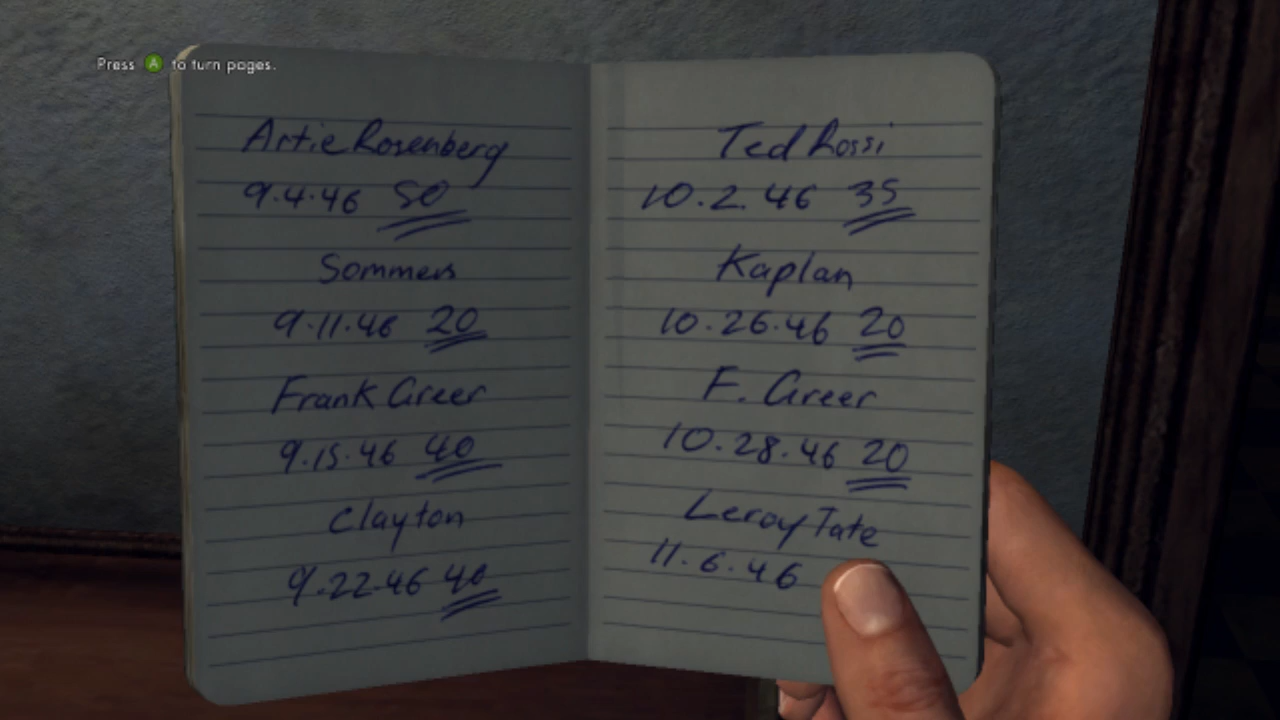 Press A to turn pages.
Artie Rosenberg
9.4.46 50
Sommers
9.11.46 20
Frank Greer
9.15.46 40
Clayton
9.22.46 40
Ted Rossi
10.2.46 35
Kaplan
10.26.46 20
F. Greer
10.28.46 20
Leroy Tate
11.6.46